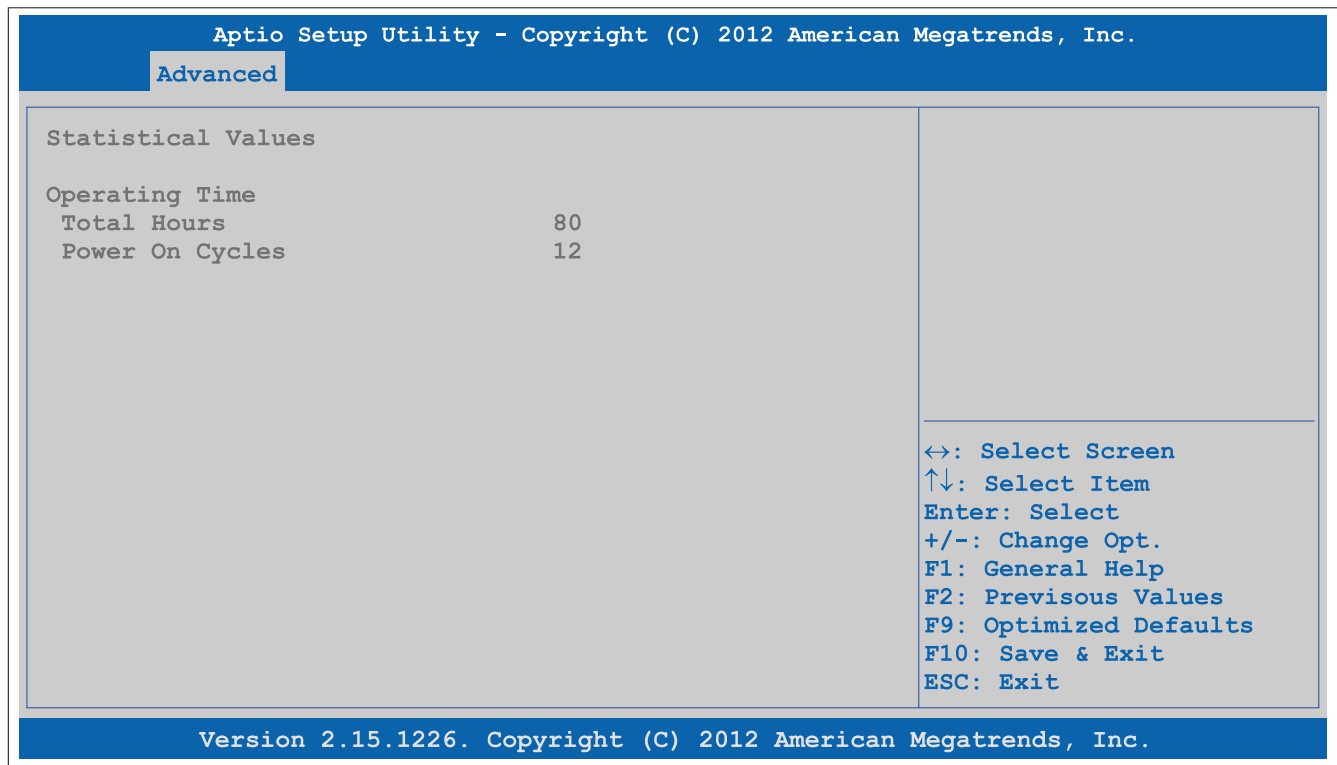 Aptio Setup Utility - Copyright (C) 2012 American Megatrends, Inc.
Advanced
Statistical Values
Operating Time
Total Hours 80
Power On Cycles 12
↔: Select Screen
↑↓: Select Item
Enter: Select
+/-: Change Opt.
F1: General Help
F2: Previsous Values
F9: Optimized Defaults
F10: Save & Exit
ESC: Exit
Version 2.15.1226. Copyright (C) 2012 American Megatrends, Inc.